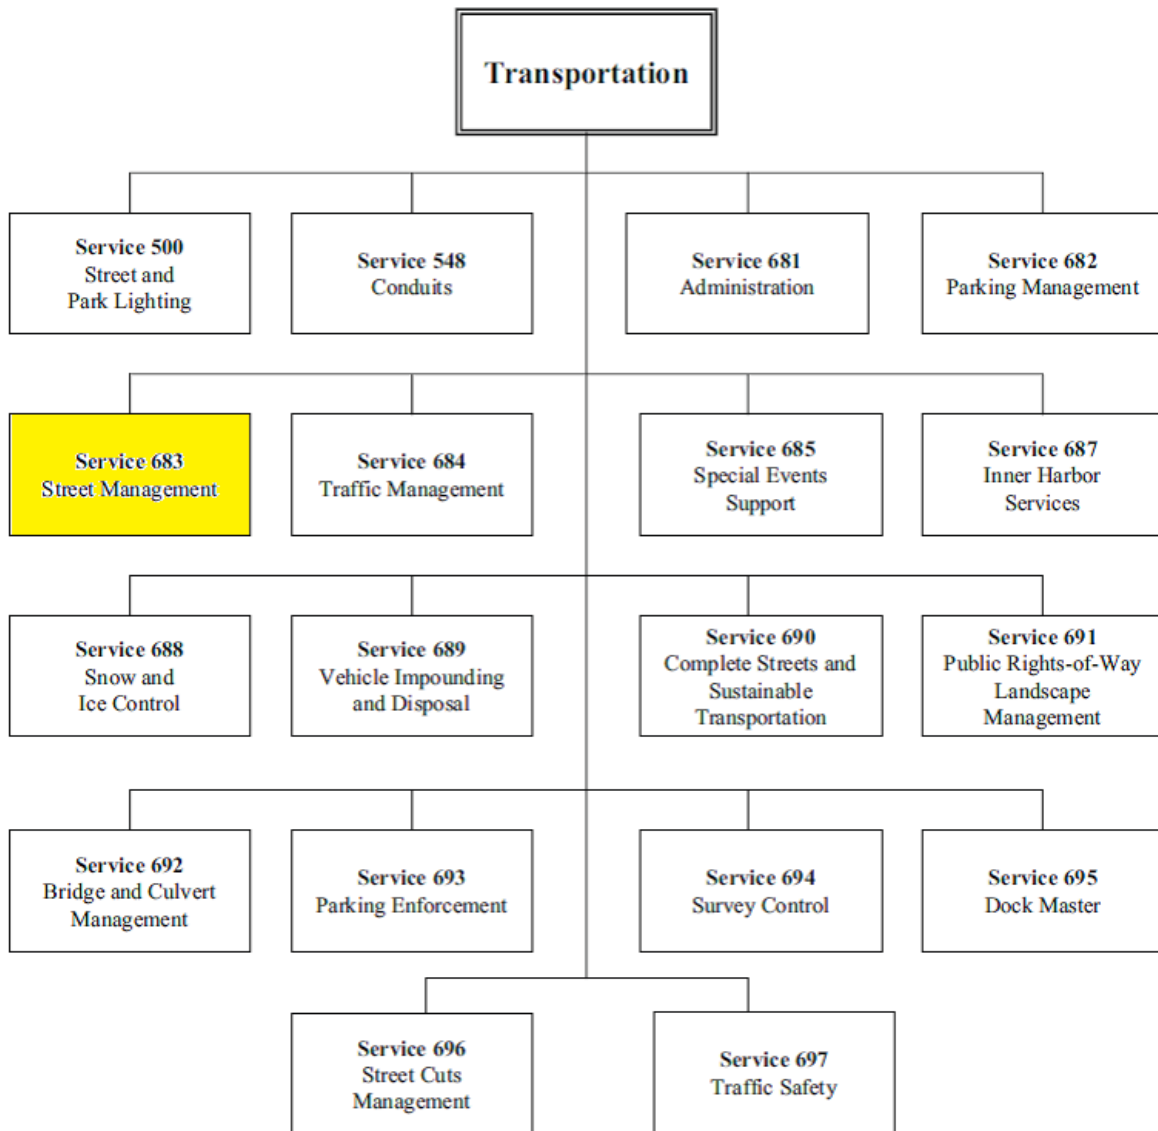 Transportation
Service 500
Street and
Park Lighting
Service 548
Conduits
Service 681
Administration
Service 682
Parking Management
Service 683
Street Management
Service 684
Traffic Management
Service 685
Special Events
Support
Service 687
Inner Harbor
Services
Service 688
Snow and
Ice Control
Service 689
Vehicle Impounding
and Disposal
Service 690
Complete Streets and
Sustainable
Transportation
Service 691
Public Rights-of-Way
Landscape
Management
Service 692
Bridge and Culvert
Management
Service 693
Parking Enforcement
Service 694
Survey Control
Service 695
Dock Master
Service 696
Street Cuts
Management
Service 697
Traffic Safety